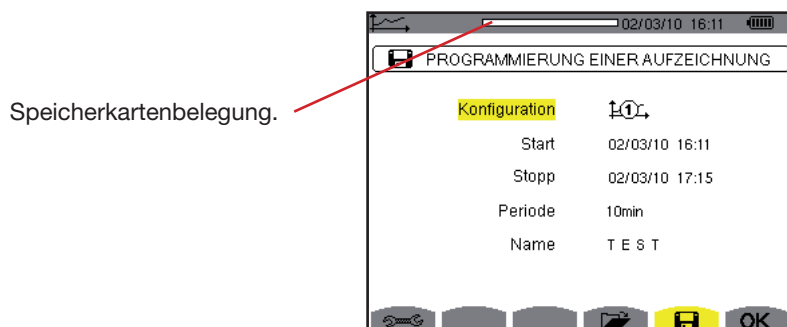 02/03/10 16:11
PROGRAMMIERUNG EINER AUFZEICHNUNG
Speicherkartenbelegung.
Konfiguration 1
Start 02/03/10 16:11
Stopp 02/03/10 17:15
Periode 10min
Name T E S T
OK